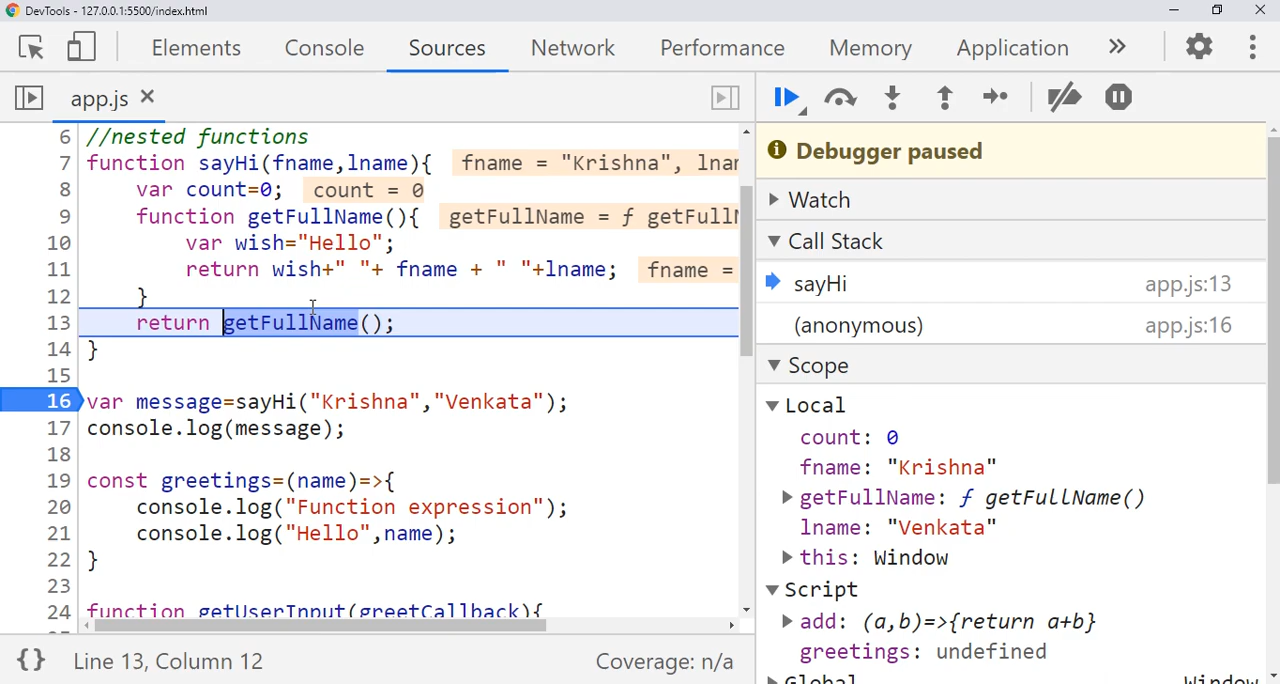 DevTools - 127.0.0.1:5500/index.html
Elements Console Sources Network Performance Memory Application
app.js
6 //nested functions
7 function sayHi(fname,lname){ fname = "Krishna", lnar
8 var count=0; count = 0
9 function getFullName(){ getFullName = ƒ getFullN
10 var wish="Hello";
11 return wish+" "+ fname + " "+lname; fname =
12 }
13 return getFullName();
14 }
15
16 var message=sayHi("Krishna","Venkata");
17 console.log(message);
18
19 const greetings=(name)=>{
20 console.log("Function expression");
21 console.log("Hello",name);
22 }
23
24 function getUserInput(greetCallback){
{} Line 13, Column 12 Coverage: n/a
Debugger paused
Watch
Call Stack
sayHi app.js:13
(anonymous) app.js:16
Scope
Local
count: 0
fname: "Krishna"
getFullName: ƒ getFullName()
lname: "Venkata"
this: Window
Script
add: (a,b)=>{return a+b}
greetings: undefined
Global Window